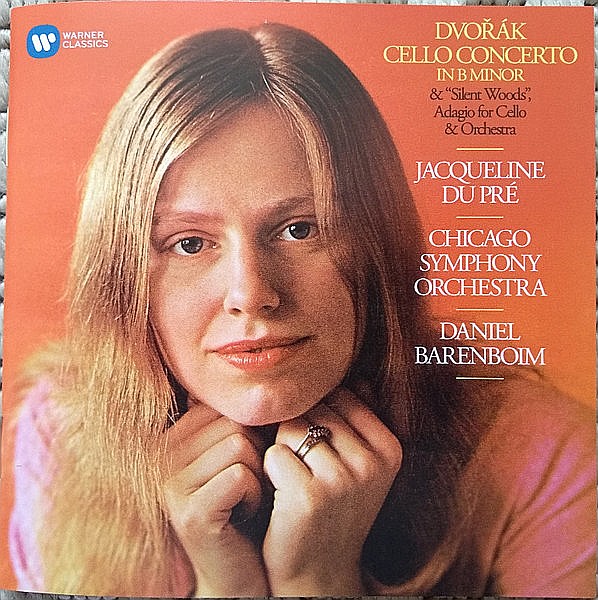 WARNER
CLASSICS
DVOŘÁK
CELLO CONCERTO
IN B MINOR
& “Silent Woods”,
Adagio for Cello
& Orchestra
JACQUELINE
DU PRÉ
CHICAGO
SYMPHONY
ORCHESTRA
DANIEL
BARENBOIM